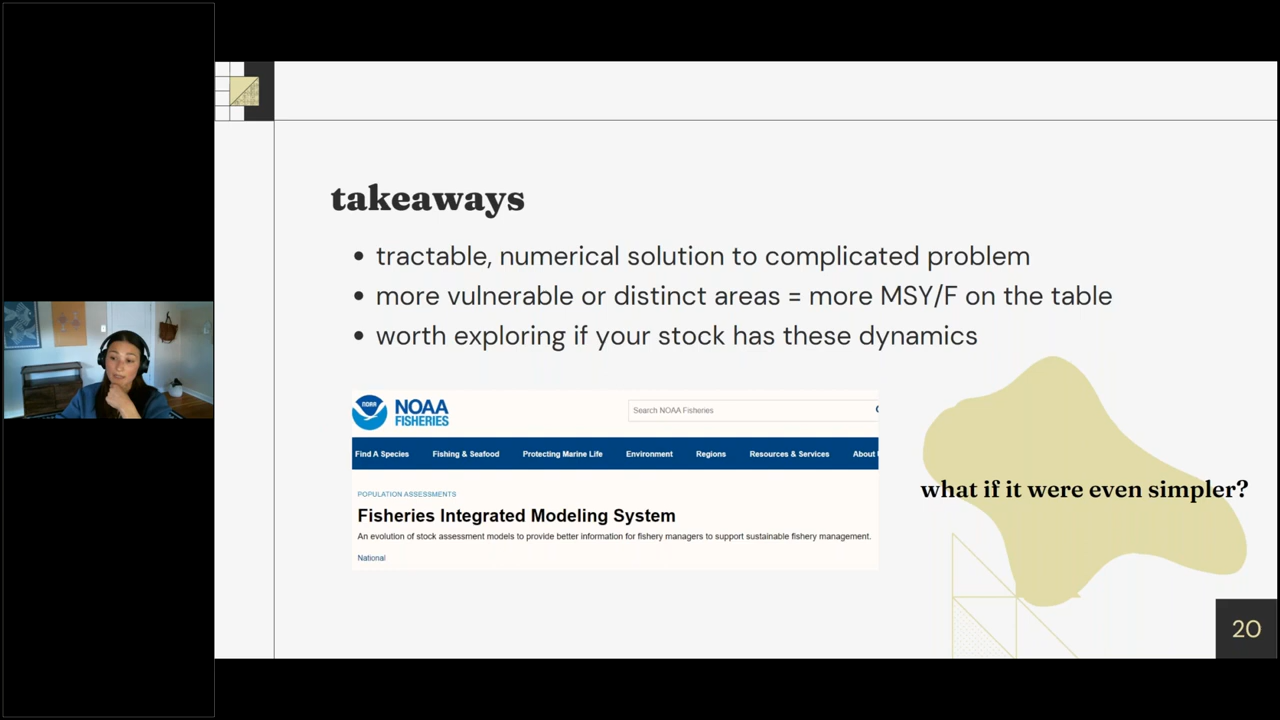 takeaways
• tractable, numerical solution to complicated problem
• more vulnerable or distinct areas = more MSY/F on the table
• worth exploring if your stock has these dynamics
NOAA
NOAA
FISHERIES
Search NOAA Fisheries
Find A Species Fishing & Seafood Protecting Marine Life Environment Regions Resources & Services About
POPULATION ASSESSMENTS
Fisheries Integrated Modeling System
An evolution of stock assessment models to provide better information for fishery managers to support sustainable fishery management.
National
what if it were even simpler?
20